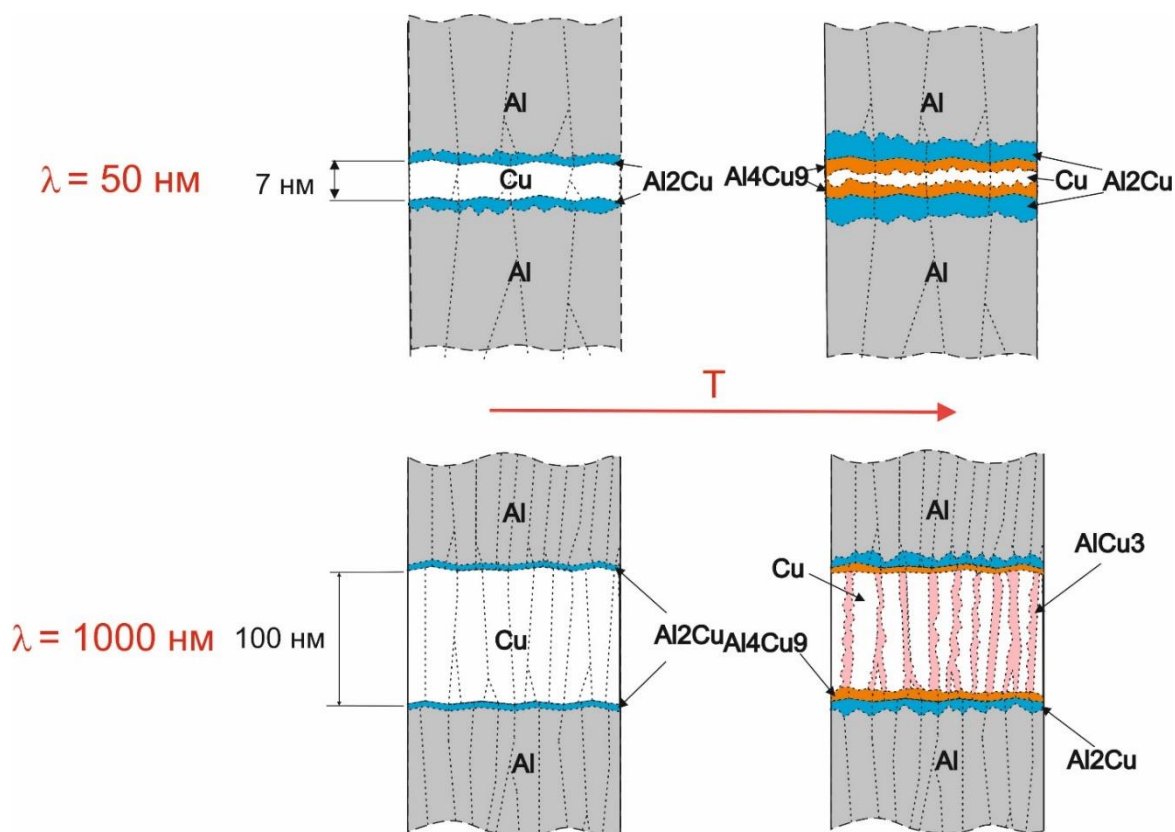 Al
Al
λ = 50 нм
7 нм
Cu
Al2Cu
Al4Cu9
Cu
Al2Cu
Al
Al
T
Al
Al
AlCu3
Cu
λ = 1000 нм
100 нм
Cu
Al2Cu
Al4Cu9
Al
Al
Al2Cu